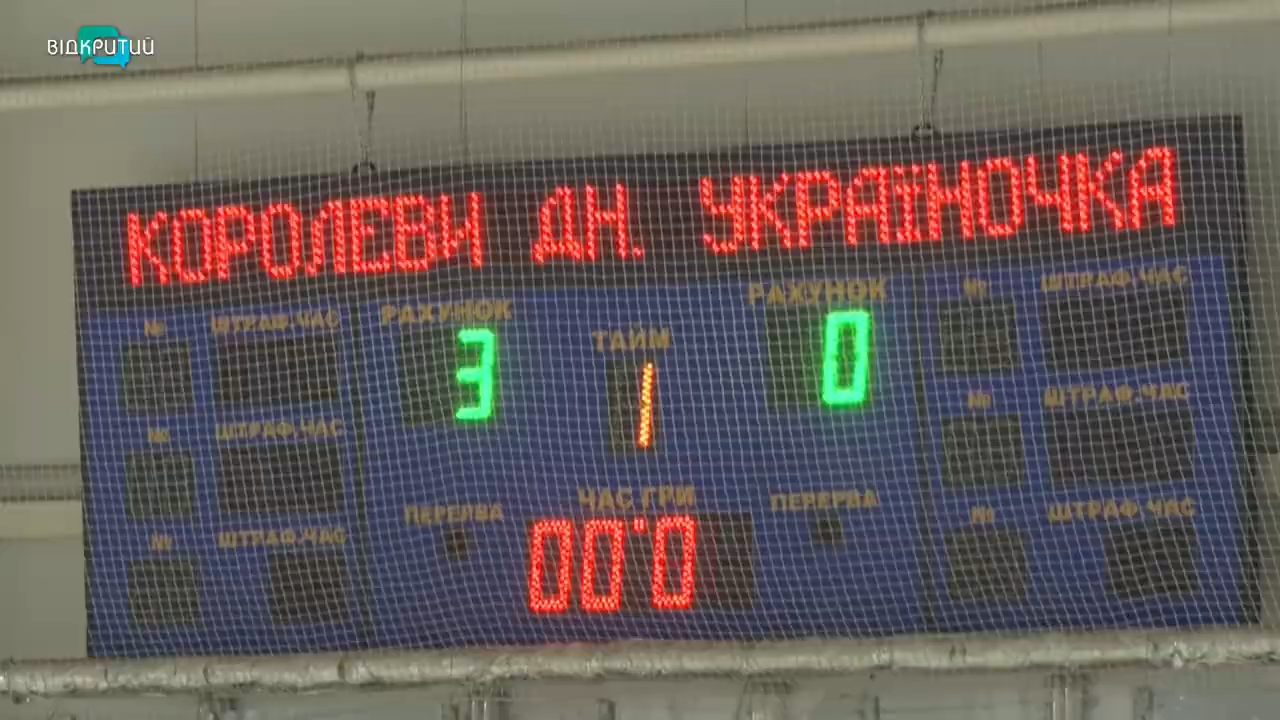 ВІДКРИТИЙ
КОРОЛЕВИ ДН. УКРАЇНОЧКА
№ ШТРАФ.ЧАС РАХУНОК ТАЙМ РАХУНОК № ШТРАФ.ЧАС
3 1 0
№ ШТРАФ.ЧАС № ШТРАФ.ЧАС
ПЕРЕРВА ЧАС ГРИ ПЕРЕРВА
№ ШТРАФ.ЧАС № ШТРАФ.ЧАС
00:0